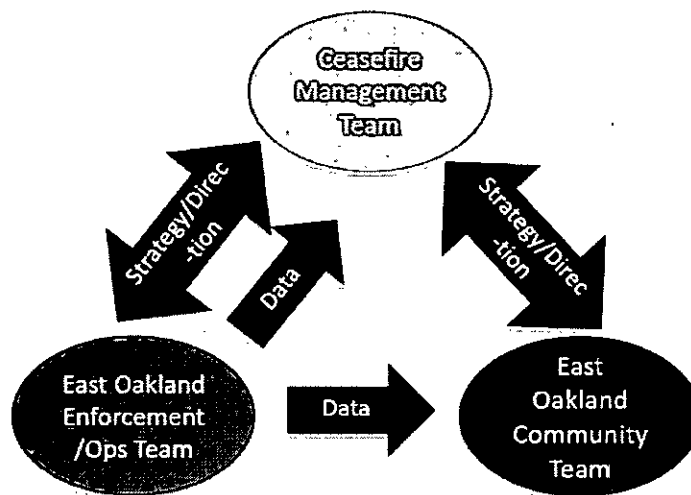 Ceasefire
Management
Team
Strategy/Direc
-tion
Data
Strategy/Direc
-tion
East Oakland
Enforcement
/Ops Team
Data
East
Oakland
Community
Team